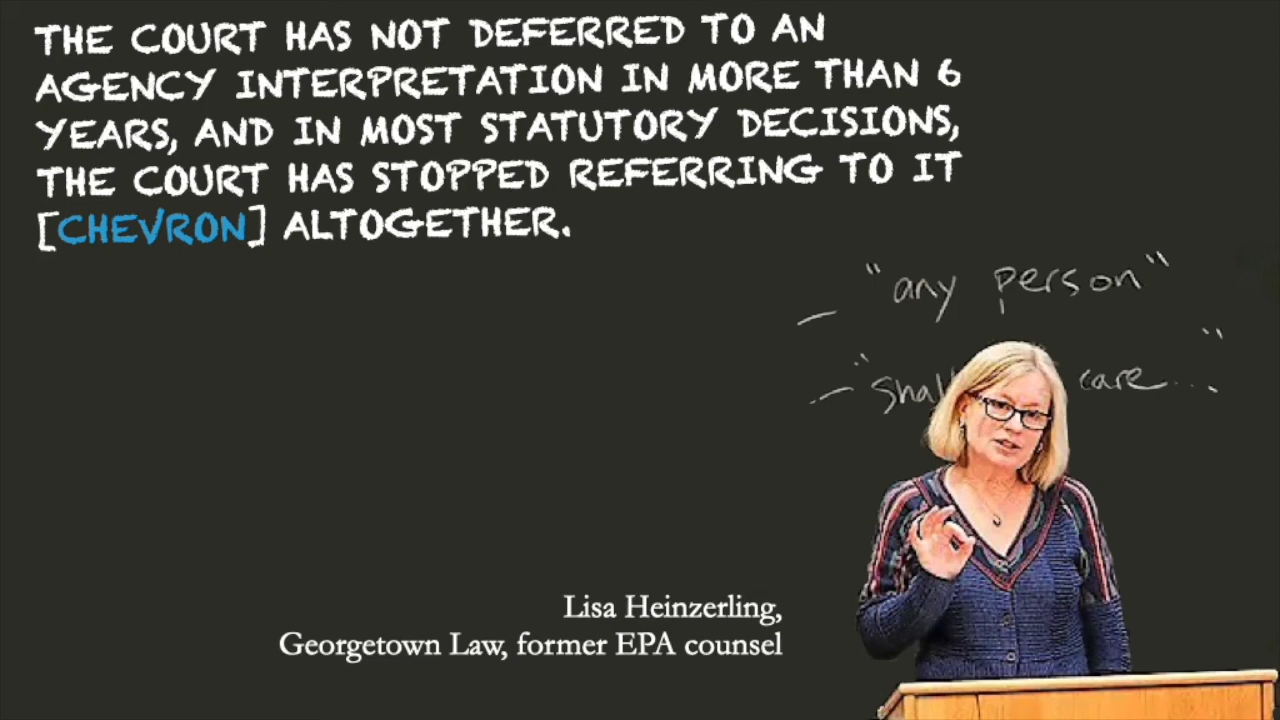 THE COURT HAS NOT DEFERRED TO AN
AGENCY INTERPRETATION IN MORE THAN 6
YEARS, AND IN MOST STATUTORY DECISIONS,
THE COURT HAS STOPPED REFERRING TO IT
[CHEVRON] ALTOGETHER.
– "any person"
– "shall care..."
Lisa Heinzerling,
Georgetown Law, former EPA counsel